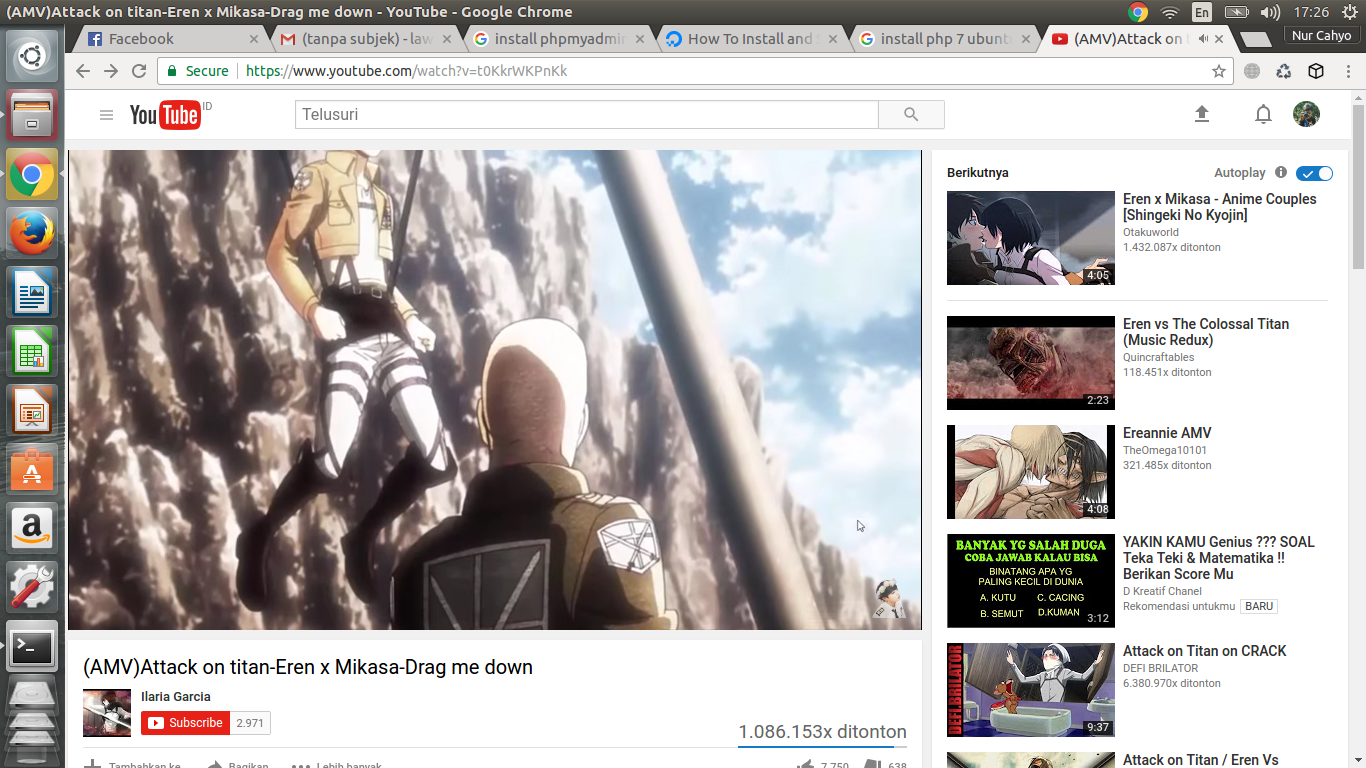 (AMV)Attack on titan-Eren x Mikasa-Drag me down - YouTube - Google Chrome
En
17:26
Facebook
(tanpa subjek) - law
install phpmyadmin
How To Install and S
install php 7 ubuntu
(AMV)Attack on t
Nur Cahyo
Secure
https://www.youtube.com/watch?v=t0KkrWKPnKk
YouTube ID
Telusuri
Berikutnya
Autoplay
Eren x Mikasa - Anime Couples
[Shingeki No Kyojin]
Otakuworld
1.432.087x ditonton
4:05
Eren vs The Colossal Titan
(Music Redux)
Quincraftables
118.451x ditonton
2:23
Ereannie AMV
TheOmega10101
321.485x ditonton
4:08
BANYAK YG SALAH DUGA
COBA JAWAB KALAU BISA
BINATANG APA YG
PALING KECIL DI DUNIA
A. KUTU
C. CACING
B. SEMUT
D.KUMAN
3:12
YAKIN KAMU Genius ??? SOAL
Teka Teki & Matematika !!
Berikan Score Mu
D Kreatif Chanel
Rekomendasi untukmu
BARU
DEFI.BRILATOR
9:37
Attack on Titan on CRACK
DEFI BRILATOR
6.380.970x ditonton
Attack on Titan / Eren Vs
(AMV)Attack on titan-Eren x Mikasa-Drag me down
Ilaria Garcia
Subscribe
2.971
1.086.153x ditonton
Tambahkan ke
Bagikan
Lebih banyak
7.750
638